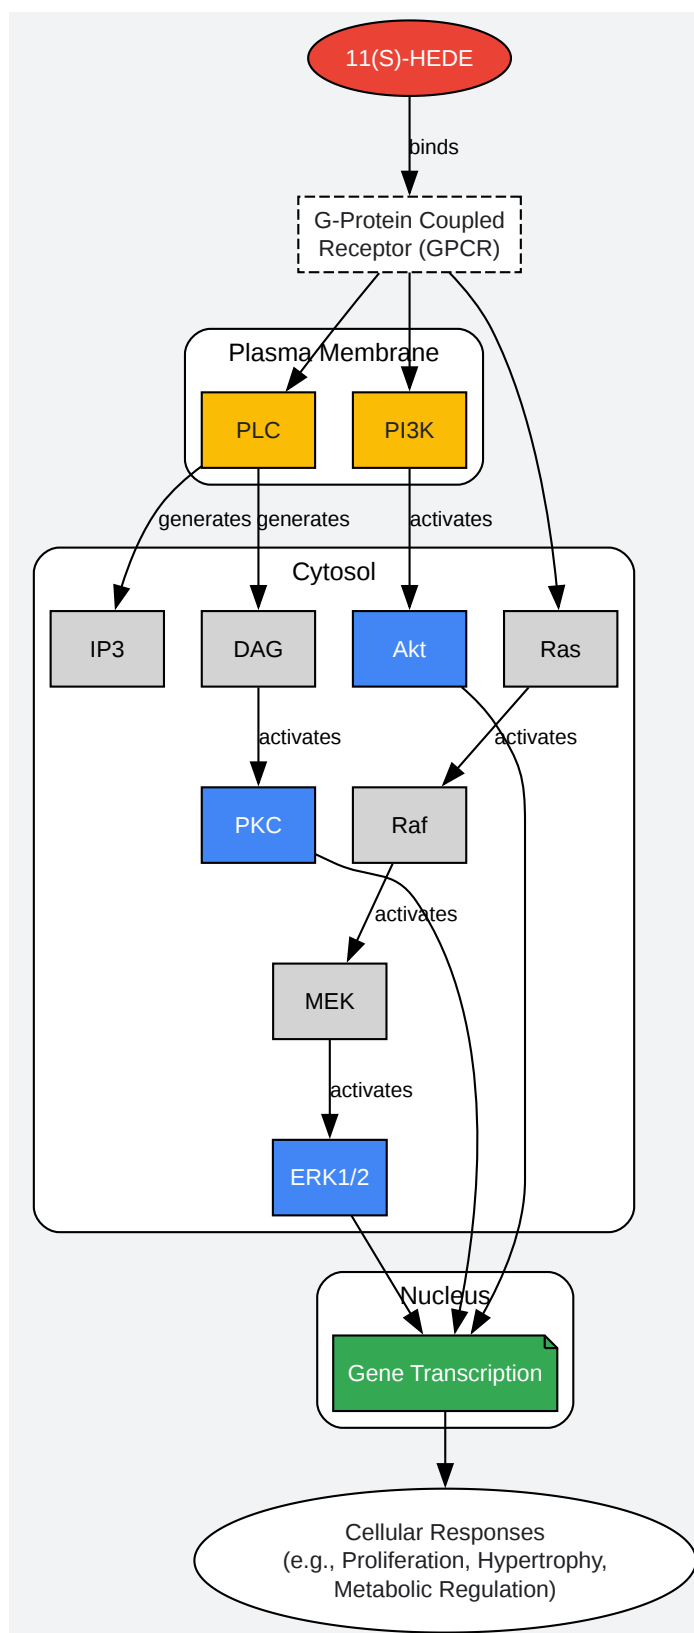 11(S)-HEDE
binds
G-Protein Coupled
Receptor (GPCR)
Plasma Membrane
PLC
PI3K
generates
generates
activates
Cytosol
IP3
DAG
Akt
Ras
activates
activates
PKC
Raf
activates
MEK
activates
ERK1/2
Nucleus
Gene Transcription
Cellular Responses
(e.g., Proliferation, Hypertrophy,
Metabolic Regulation)